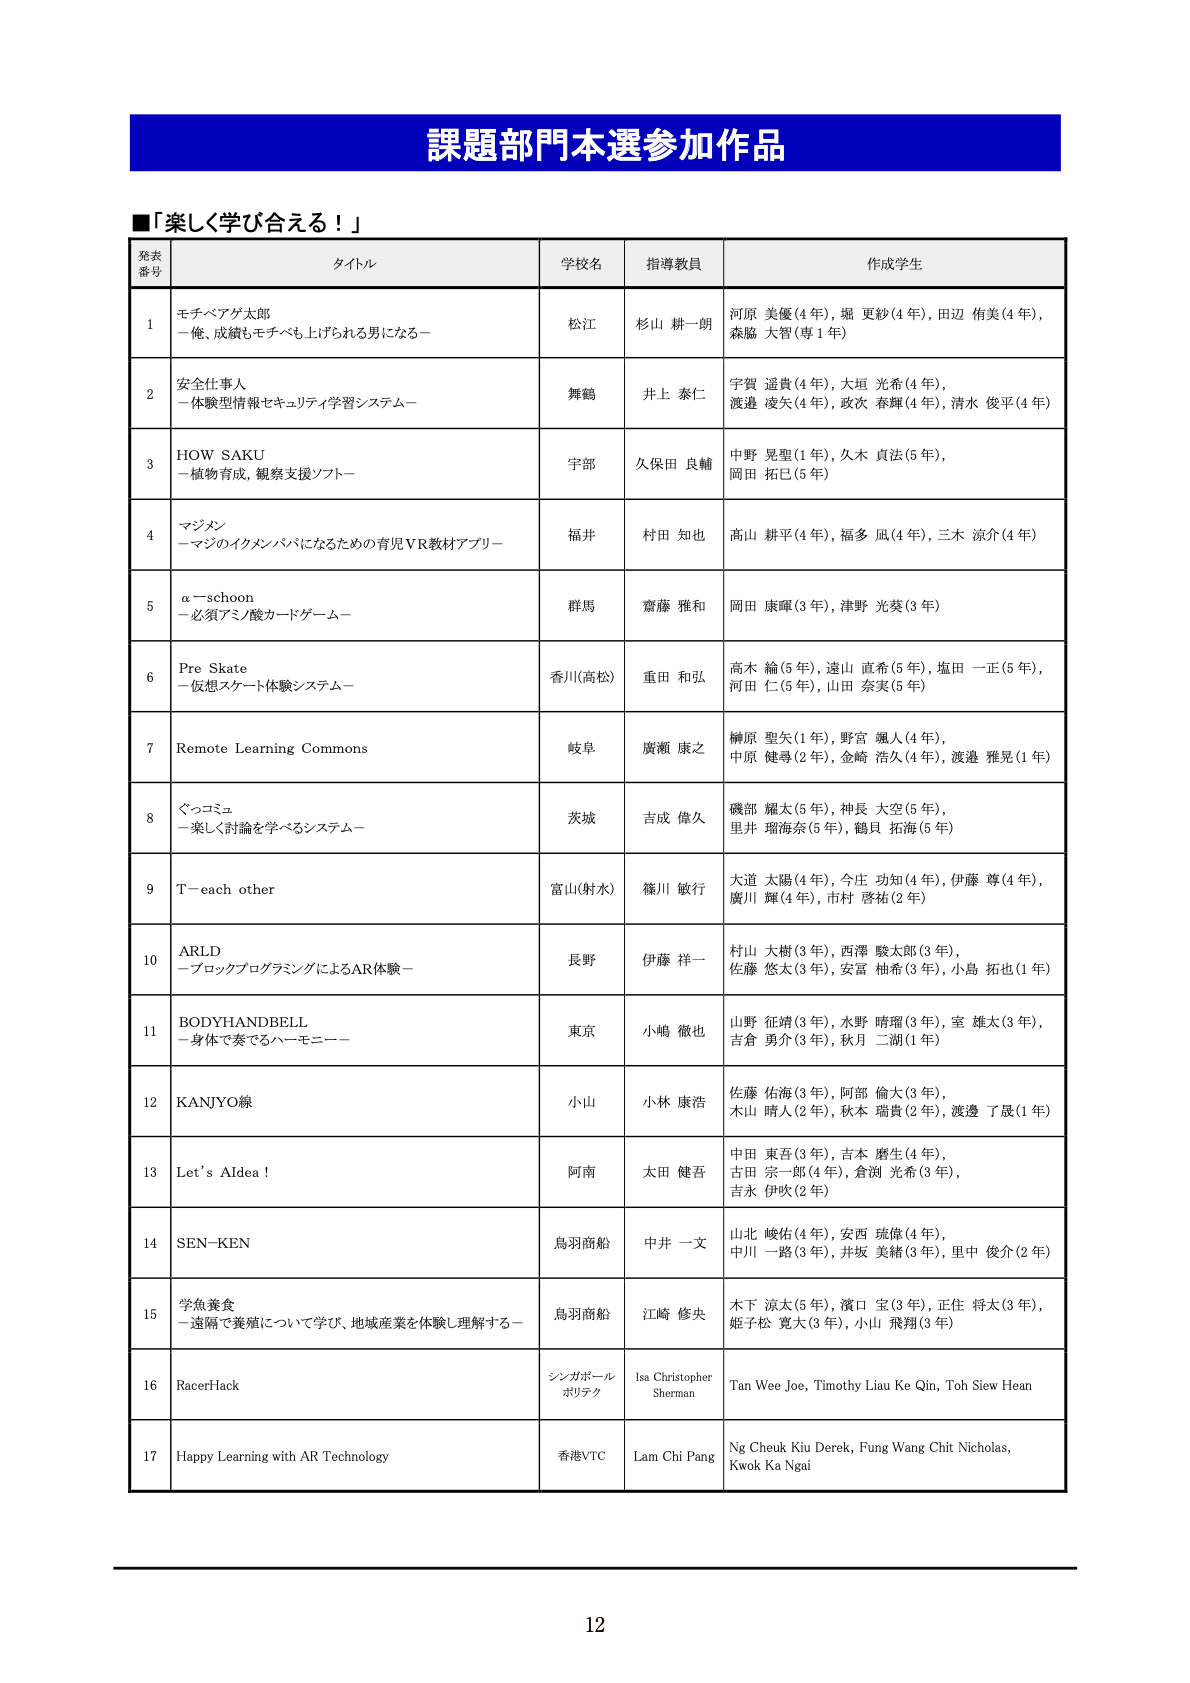 課題部門本選参加作品
■「楽しく学び合える！」
発表
番号
タイトル
学校名
指導教員
作成学生
1
モチベアゲ太郎
－俺、成績もモチベも上げられる男になる－
松江
杉山 耕一朗
河原 美優(4年), 堀 更紗(4年), 田辺 侑美(4年),
森脇 大智(専1年)
2
安全仕事人
－体験型情報セキュリティ学習システム－
舞鶴
井上 泰仁
宇賀 遥貴(4年), 大垣 光希(4年),
渡邉 凌矢(4年), 政次 春輝(4年), 清水 俊平(4年)
3
HOW SAKU
－植物育成, 観察支援ソフト－
宇部
久保田 良輔
中野 晃聖(1年), 久木 貞法(5年),
岡田 拓巳(5年)
4
マジメン
－マジのイクメンパパになるための育児VR教材アプリ－
福井
村田 知也
髙山 耕平(4年), 福多 凪(4年), 三木 涼介(4年)
5
αーschoon
－必須アミノ酸カードゲーム－
群馬
齋藤 雅和
岡田 康暉(3年), 津野 光葵(3年)
6
Pre Skate
－仮想スケート体験システム－
香川(高松)
重田 和弘
高木 綸(5年), 遠山 直希(5年), 塩田 一正(5年),
河田 仁(5年), 山田 奈実(5年)
7
Remote Learning Commons
岐阜
廣瀬 康之
榊原 聖矢(1年), 野宮 颯人(4年),
中原 健尋(2年), 金崎 浩久(4年), 渡邉 雅晃(1年)
8
ぐっコミュ
－楽しく討論を学べるシステム－
茨城
吉成 偉久
磯部 耀太(5年), 神長 大空(5年),
里井 瑠海奈(5年), 鶴貝 拓海(5年)
9
T－each other
富山(射水)
篠川 敏行
大道 太陽(4年), 今庄 功知(4年), 伊藤 尊(4年),
廣川 輝(4年), 市村 啓祐(2年)
10
ARLD
－ブロックプログラミングによるAR体験－
長野
伊藤 祥一
村山 大樹(3年), 西澤 駿太郎(3年),
佐藤 悠太(3年), 安冨 柚希(3年), 小島 拓也(1年)
11
BODYHANDBELL
－身体で奏でるハーモニー－
東京
小嶋 徹也
山野 征靖(3年), 水野 晴瑠(3年), 室 雄太(3年),
吉倉 勇介(3年), 秋月 二湖(1年)
12
KANJYO線
小山
小林 康浩
佐藤 佑海(3年), 阿部 倫大(3年),
木山 晴人(2年), 秋本 瑞貴(2年), 渡邉 了晟(1年)
13
Let's AIdea！
阿南
太田 健吾
中田 東吾(3年), 吉本 磨生(4年),
古田 宗一郎(4年), 倉渕 光希(3年),
吉永 伊吹(2年)
14
SEN－KEN
鳥羽商船
中井 一文
山北 峻佑(4年), 安西 琉偉(4年),
中川 一路(3年), 井坂 美緒(3年), 里中 俊介(2年)
15
学魚養食
－遠隔で養殖について学び、地域産業を体験し理解する－
鳥羽商船
江崎 修央
木下 涼太(5年), 濱口 宝(3年), 正住 将太(3年),
姫子松 寛大(3年), 小山 飛翔(3年)
16
RacerHack
シンガポール
ポリテク
Isa Christopher
Sherman
Tan Wee Joe, Timothy Liau Ke Qin, Toh Siew Hean
17
Happy Learning with AR Technology
香港VTC
Lam Chi Pang
Ng Cheuk Kiu Derek, Fung Wang Chit Nicholas,
Kwok Ka Ngai
12